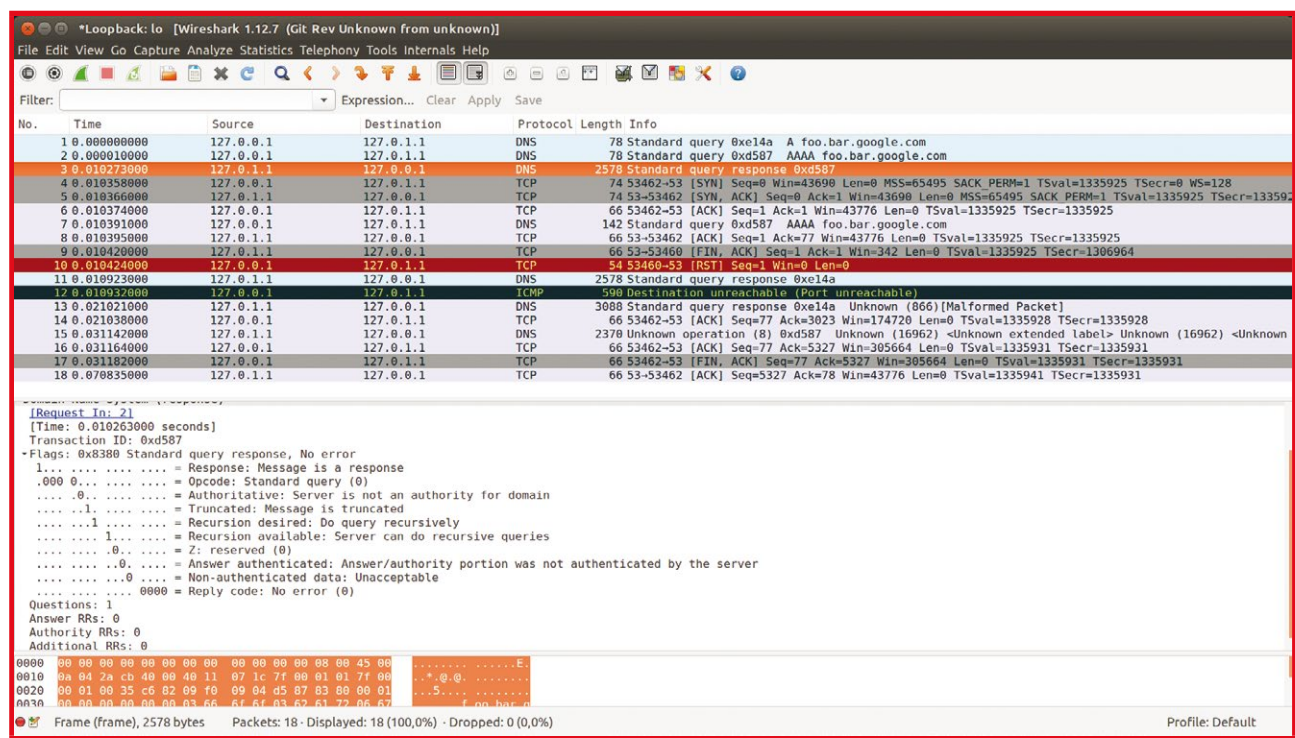 *Loopback: lo [Wireshark 1.12.7 (Git Rev Unknown from unknown)]
File Edit View Go Capture Analyze Statistics Telephony Tools Internals Help
Filter: Expression... Clear Apply Save
No. Time Source Destination Protocol Length Info
1 0.000000000 127.0.0.1 127.0.1.1 DNS 78 Standard query 0xe14a A foo.bar.google.com
2 0.000010000 127.0.0.1 127.0.1.1 DNS 78 Standard query 0xd587 AAAA foo.bar.google.com
3 0.010273000 127.0.1.1 127.0.0.1 DNS 2578 Standard query response 0xd587
4 0.010358000 127.0.0.1 127.0.1.1 TCP 74 53462→53 [SYN] Seq=0 Win=43690 Len=0 MSS=65495 SACK_PERM=1 TSval=1335925 TSecr=0 WS=128
5 0.010366000 127.0.1.1 127.0.0.1 TCP 74 53→53462 [SYN, ACK] Seq=0 Ack=1 Win=43690 Len=0 MSS=65495 SACK_PERM=1 TSval=1335925 TSecr=13359
6 0.010374000 127.0.0.1 127.0.1.1 TCP 66 53462→53 [ACK] Seq=1 Ack=1 Win=43776 Len=0 TSval=1335925 TSecr=1335925
7 0.010391000 127.0.0.1 127.0.1.1 DNS 142 Standard query 0xd587 AAAA foo.bar.google.com
8 0.010395000 127.0.1.1 127.0.0.1 TCP 66 53→53462 [ACK] Seq=1 Ack=77 Win=43776 Len=0 TSval=1335925 TSecr=1335925
9 0.010420000 127.0.1.1 127.0.0.1 TCP 66 53→53460 [FIN, ACK] Seq=1 Ack=1 Win=342 Len=0 TSval=1335925 TSecr=1306964
10 0.010424000 127.0.0.1 127.0.1.1 TCP 54 53460→53 [RST] Seq=1 Win=0 Len=0
11 0.010923000 127.0.1.1 127.0.0.1 DNS 2578 Standard query response 0xe14a
12 0.010932000 127.0.0.1 127.0.1.1 ICMP 590 Destination unreachable (Port unreachable)
13 0.021021000 127.0.1.1 127.0.0.1 DNS 3088 Standard query response 0xe14a Unknown (866)[Malformed Packet]
14 0.021038000 127.0.0.1 127.0.1.1 TCP 66 53462→53 [ACK] Seq=77 Ack=3023 Win=174720 Len=0 TSval=1335928 TSecr=1335928
15 0.031142000 127.0.1.1 127.0.0.1 DNS 2370 Unknown operation (8) 0xd587 Unknown (16962) <Unknown extended label> Unknown (16962) <Unknown
16 0.031164000 127.0.0.1 127.0.1.1 TCP 66 53462→53 [ACK] Seq=77 Ack=5327 Win=305664 Len=0 TSval=1335931 TSecr=1335931
17 0.031182000 127.0.0.1 127.0.1.1 TCP 66 53462→53 [FIN, ACK] Seq=77 Ack=5327 Win=305664 Len=0 TSval=1335931 TSecr=1335931
18 0.070835000 127.0.1.1 127.0.0.1 TCP 66 53→53462 [ACK] Seq=5327 Ack=78 Win=43776 Len=0 TSval=1335941 TSecr=1335931
Domain Name System (response)
[Request In: 2]
[Time: 0.010263000 seconds]
Transaction ID: 0xd587
Flags: 0x8380 Standard query response, No error
1... .... .... .... = Response: Message is a response
.000 0... .... .... = Opcode: Standard query (0)
.... .0.. .... .... = Authoritative: Server is not an authority for domain
.... ..1. .... .... = Truncated: Message is truncated
.... ...1 .... .... = Recursion desired: Do query recursively
.... .... 1... .... = Recursion available: Server can do recursive queries
.... .... .0.. .... = Z: reserved (0)
.... .... ..0. .... = Answer authenticated: Answer/authority portion was not authenticated by the server
.... .... ...0 .... = Non-authenticated data: Unacceptable
.... .... .... 0000 = Reply code: No error (0)
Questions: 1
Answer RRs: 0
Authority RRs: 0
Additional RRs: 0
0000 00 00 00 00 00 00 00 00 00 00 00 00 08 00 45 00 ........ ......E.
0010 0a 04 2a cb 40 00 40 11 07 1c 7f 00 01 01 7f 00 ..*.@.@. ........
0020 00 01 00 35 c6 82 09 f0 09 04 d5 87 83 80 00 01 ...5.... ........
0030 00 00 00 00 00 00 03 66 6f 6f 03 62 61 72 06 67 .......f oo.bar.g
Frame (frame), 2578 bytes Packets: 18 · Displayed: 18 (100,0%) · Dropped: 0 (0,0%) Profile: Default